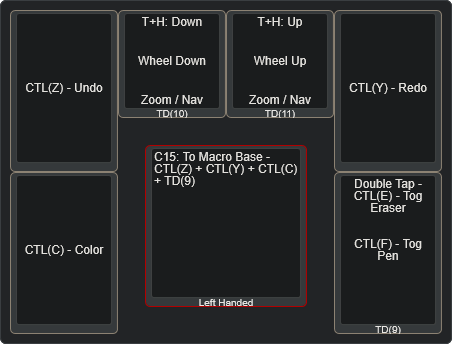 CTL(Z) - Undo
T+H: Down
Wheel Down
Zoom / Nav
TD(10)
T+H: Up
Wheel Up
Zoom / Nav
TD(11)
CTL(Y) - Redo
CTL(C) - Color
C15: To Macro Base -
CTL(Z) + CTL(Y) + CTL(C)
+ TD(9)
Left Handed
Double Tap -
CTL(E) - Tog
Eraser
CTL(F) - Tog
Pen
TD(9)